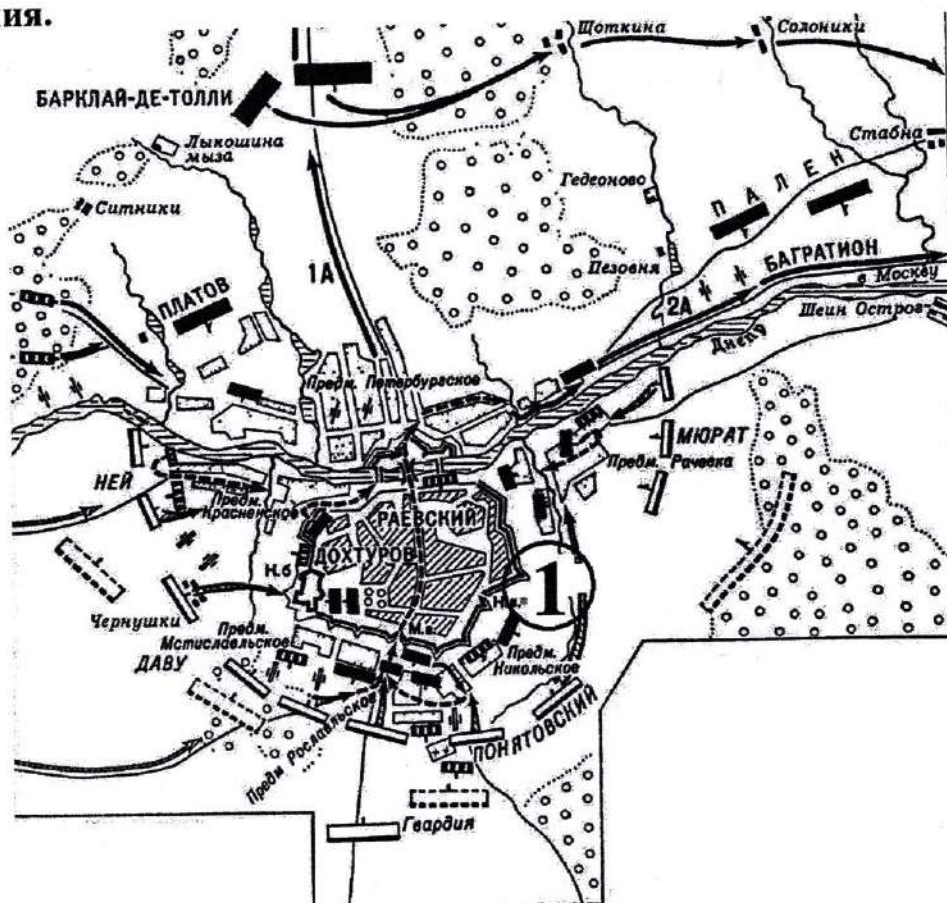 ия.
Щоткина
Солоники
БАРКЛАЙ-ДЕ-ТОЛЛИ
Лыкошина
мыза
Стабна
Гедеоново
ПАЛЕН
Ситники
1А
БАГРАТИОН
Пезовня
в Москву
ПЛАТОВ
2А
Шеин Остров
Днепр
Предм. Петербургское
МЮРАТ
НЕЙ
Предм. Рачевка
Предм.
Красненское
РАЕВСКИЙ
ДОХТУРОВ
Н.б
1
Чернушки
М.в.
Предм.
Мстиславльское
Предм.
Никольское
ДАВУ
Предм Рославльское
ПОНЯТОВСКИЙ
Гвардия